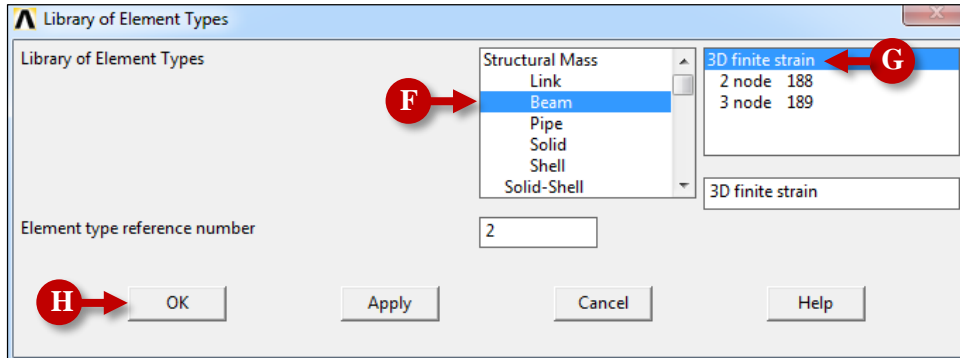 Library of Element Types
Library of Element Types
Structural Mass
Link
Beam
Pipe
Solid
Shell
Solid-Shell
3D finite strain
2 node 188
3 node 189
3D finite strain
F
G
Element type reference number
2
H
OK
Apply
Cancel
Help